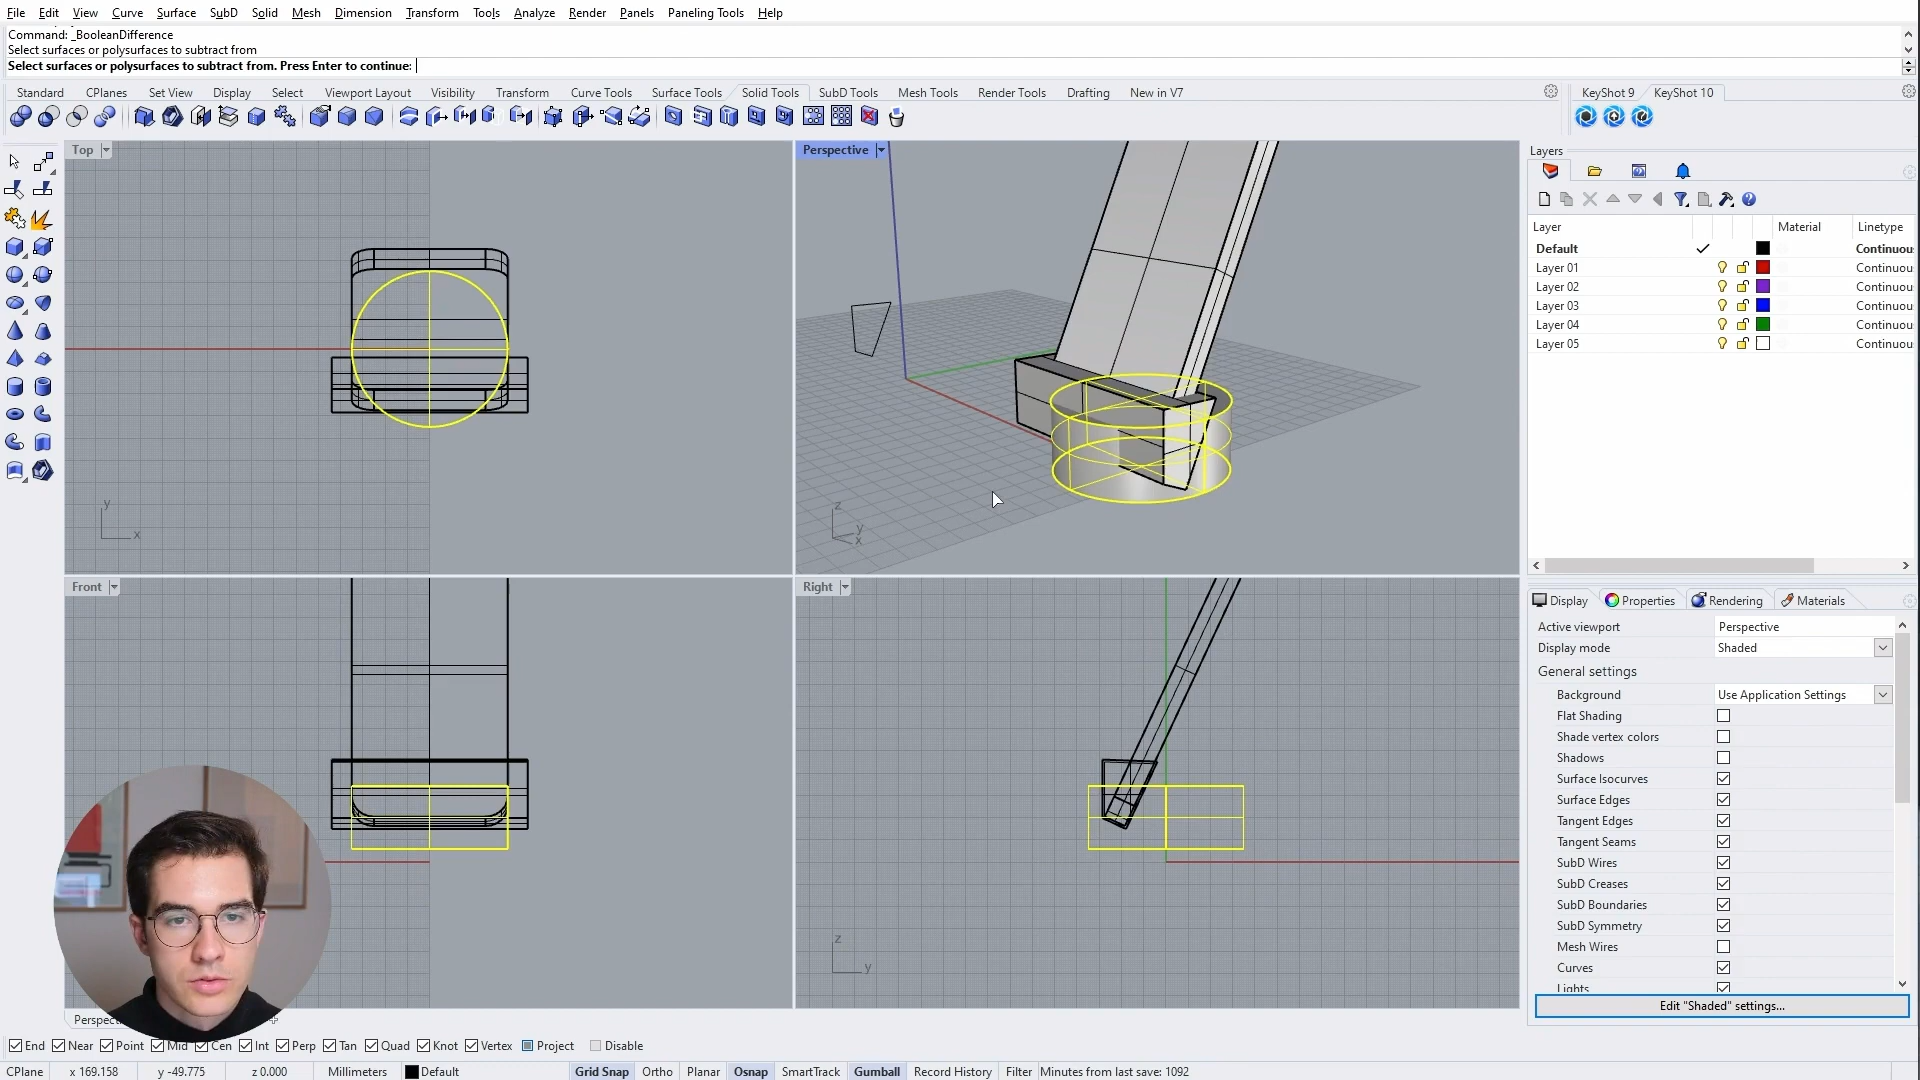 File Edit View Curve Surface SubD Solid Mesh Dimension Transform Tools Analyze Render Panels Paneling Tools Help
Command: _BooleanDifference
Select surfaces or polysurfaces to subtract from
Select surfaces or polysurfaces to subtract from. Press Enter to continue:
Standard CPlanes Set View Display Select Viewport Layout Visibility Transform Curve Tools Surface Tools Solid Tools SubD Tools Mesh Tools Render Tools Drafting New in V7
KeyShot 9 KeyShot 10
Top
Perspective
Front
Right
y
x
z
y
x
z
y
Layers
Layer Material Linetype
Default Continuou
Layer 01 Continuou
Layer 02 Continuou
Layer 03 Continuou
Layer 04 Continuou
Layer 05 Continuou
Display Properties Rendering Materials
Active viewport Perspective
Display mode Shaded
General settings
Background Use Application Settings
Flat Shading
Shade vertex colors
Shadows
Surface Isocurves
Surface Edges
Tangent Edges
Tangent Seams
SubD Wires
SubD Creases
SubD Boundaries
SubD Symmetry
Mesh Wires
Curves
Lights
Edit "Shaded" settings...
Perspec
End Near Point Mid Cen Int Perp Tan Quad Knot Vertex Project Disable
CPlane x 169.158 y -49.775 z 0.000 Millimeters Default Grid Snap Ortho Planar Osnap SmartTrack Gumball Record History Filter Minutes from last save: 1092